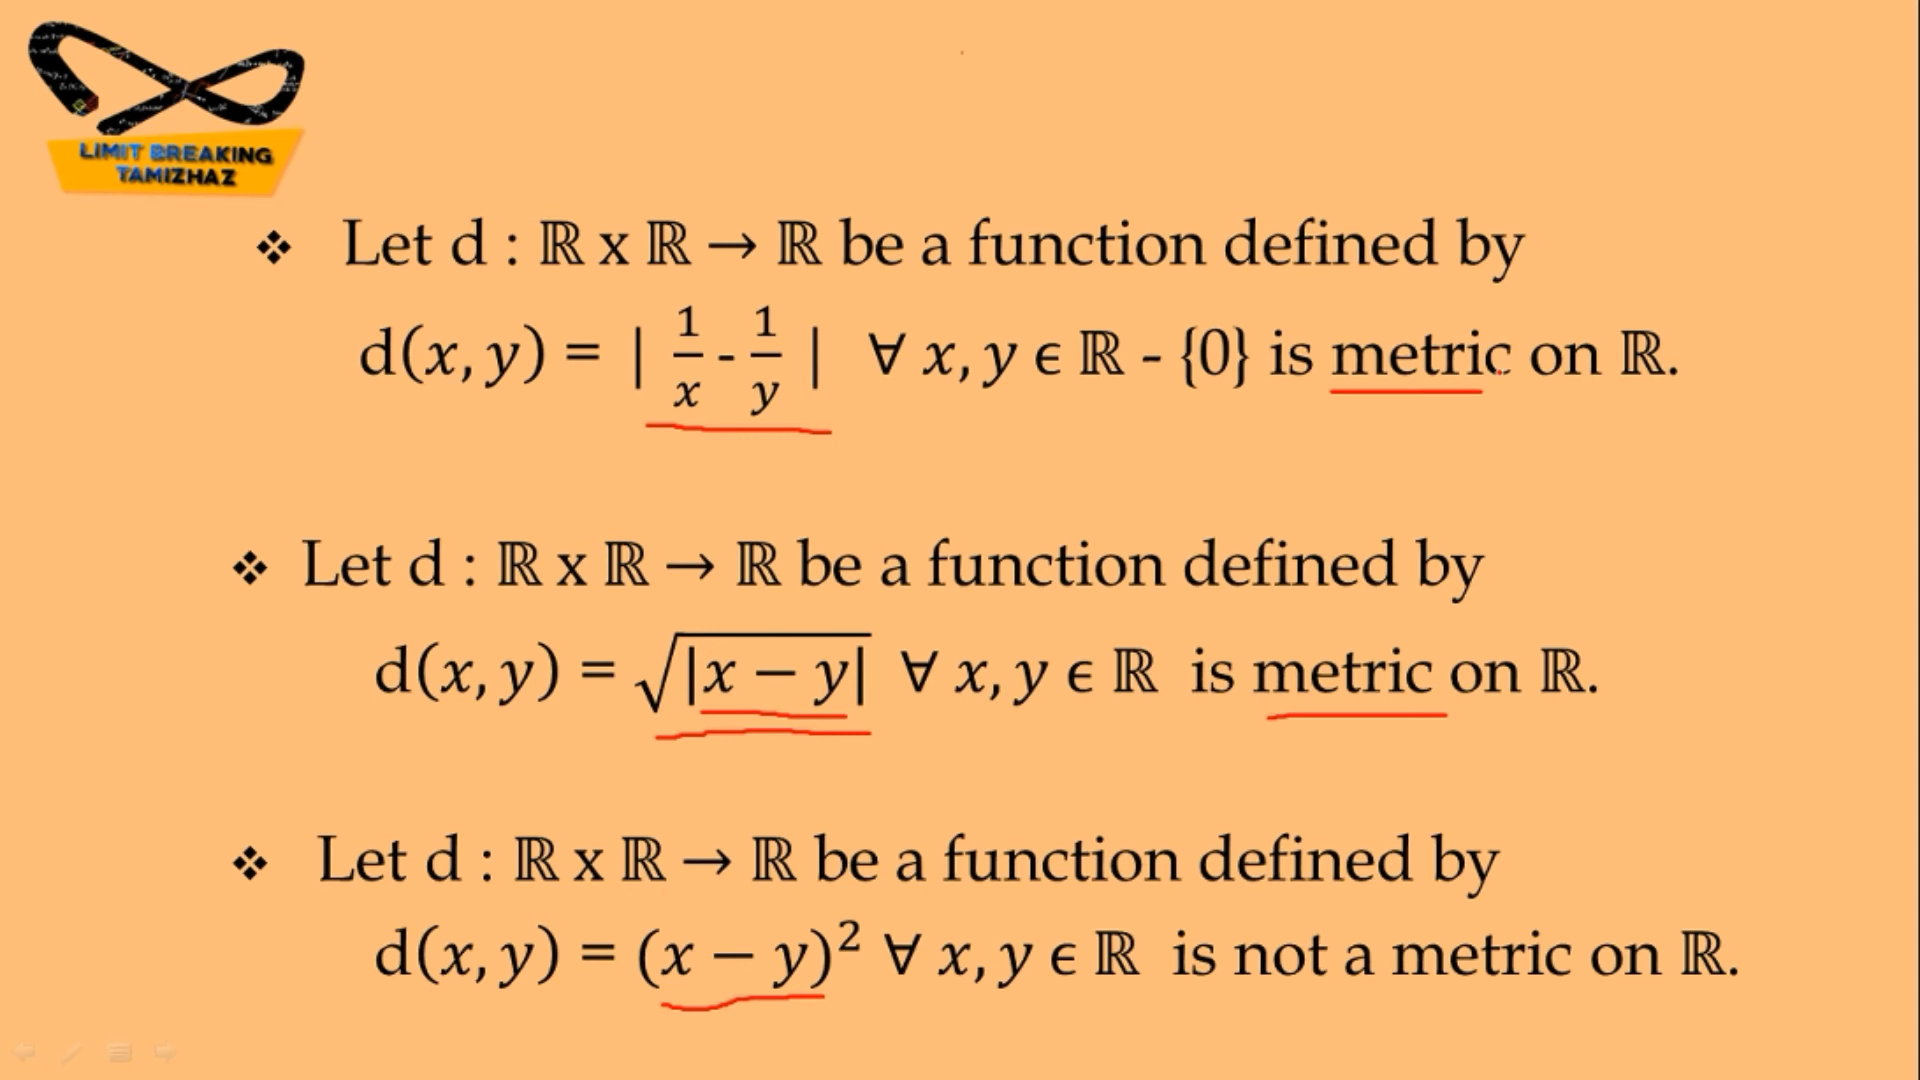 LIMIT BREAKING
TAMIZHAZ
❖ Let d : ℝ x ℝ → ℝ be a function defined by
d(x, y) = | 1/x - 1/y | ∀ x, y ϵ ℝ - {0} is metric on ℝ.
❖ Let d : ℝ x ℝ → ℝ be a function defined by
d(x, y) = √|x − y| ∀ x, y ϵ ℝ is metric on ℝ.
❖ Let d : ℝ x ℝ → ℝ be a function defined by
d(x, y) = (x − y)² ∀ x, y ϵ ℝ is not a metric on ℝ.